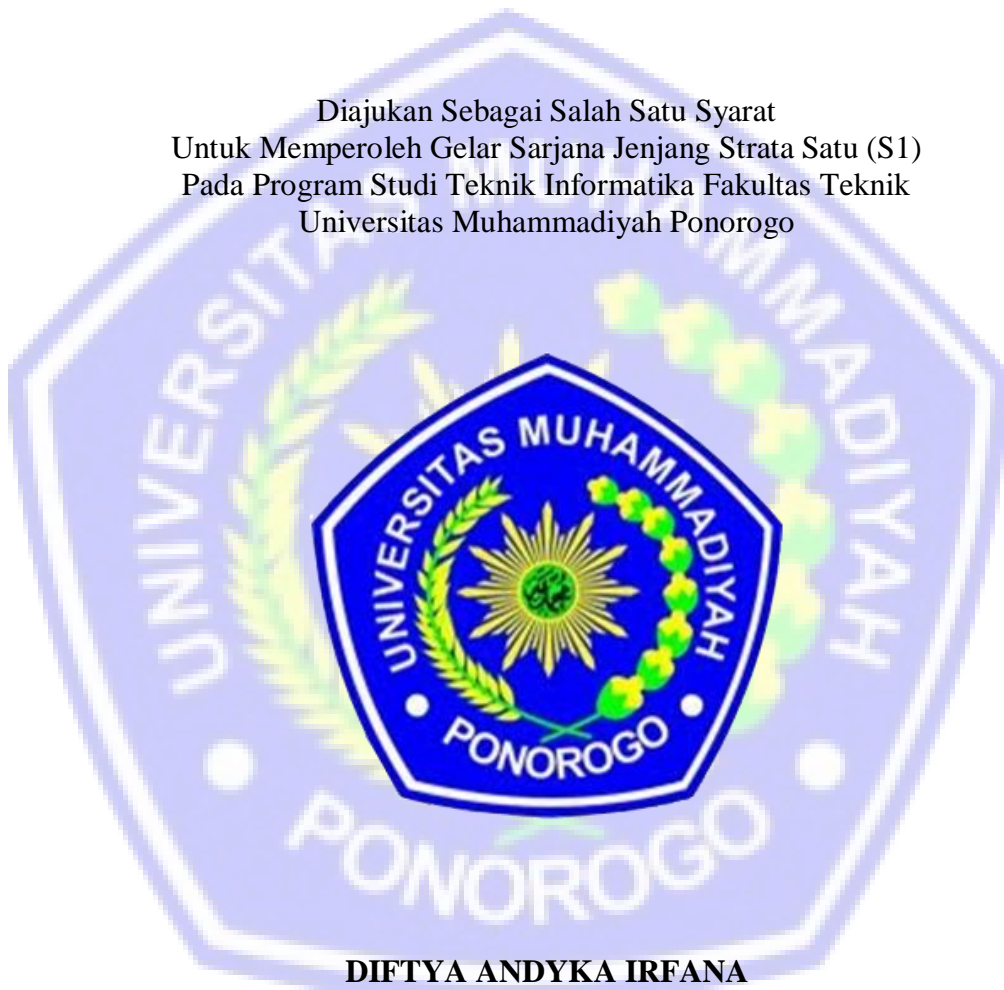 Diajukan Sebagai Salah Satu Syarat
Untuk Memperoleh Gelar Sarjana Jenjang Strata Satu (S1)
Pada Program Studi Teknik Informatika Fakultas Teknik
Universitas Muhammadiyah Ponorogo
UNIVERSITAS MUHAMMADIYAH
PONOROGO
UNIVERSITAS MUHAMMADIYAH
PONOROGO
DIFTYA ANDYKA IRFANA